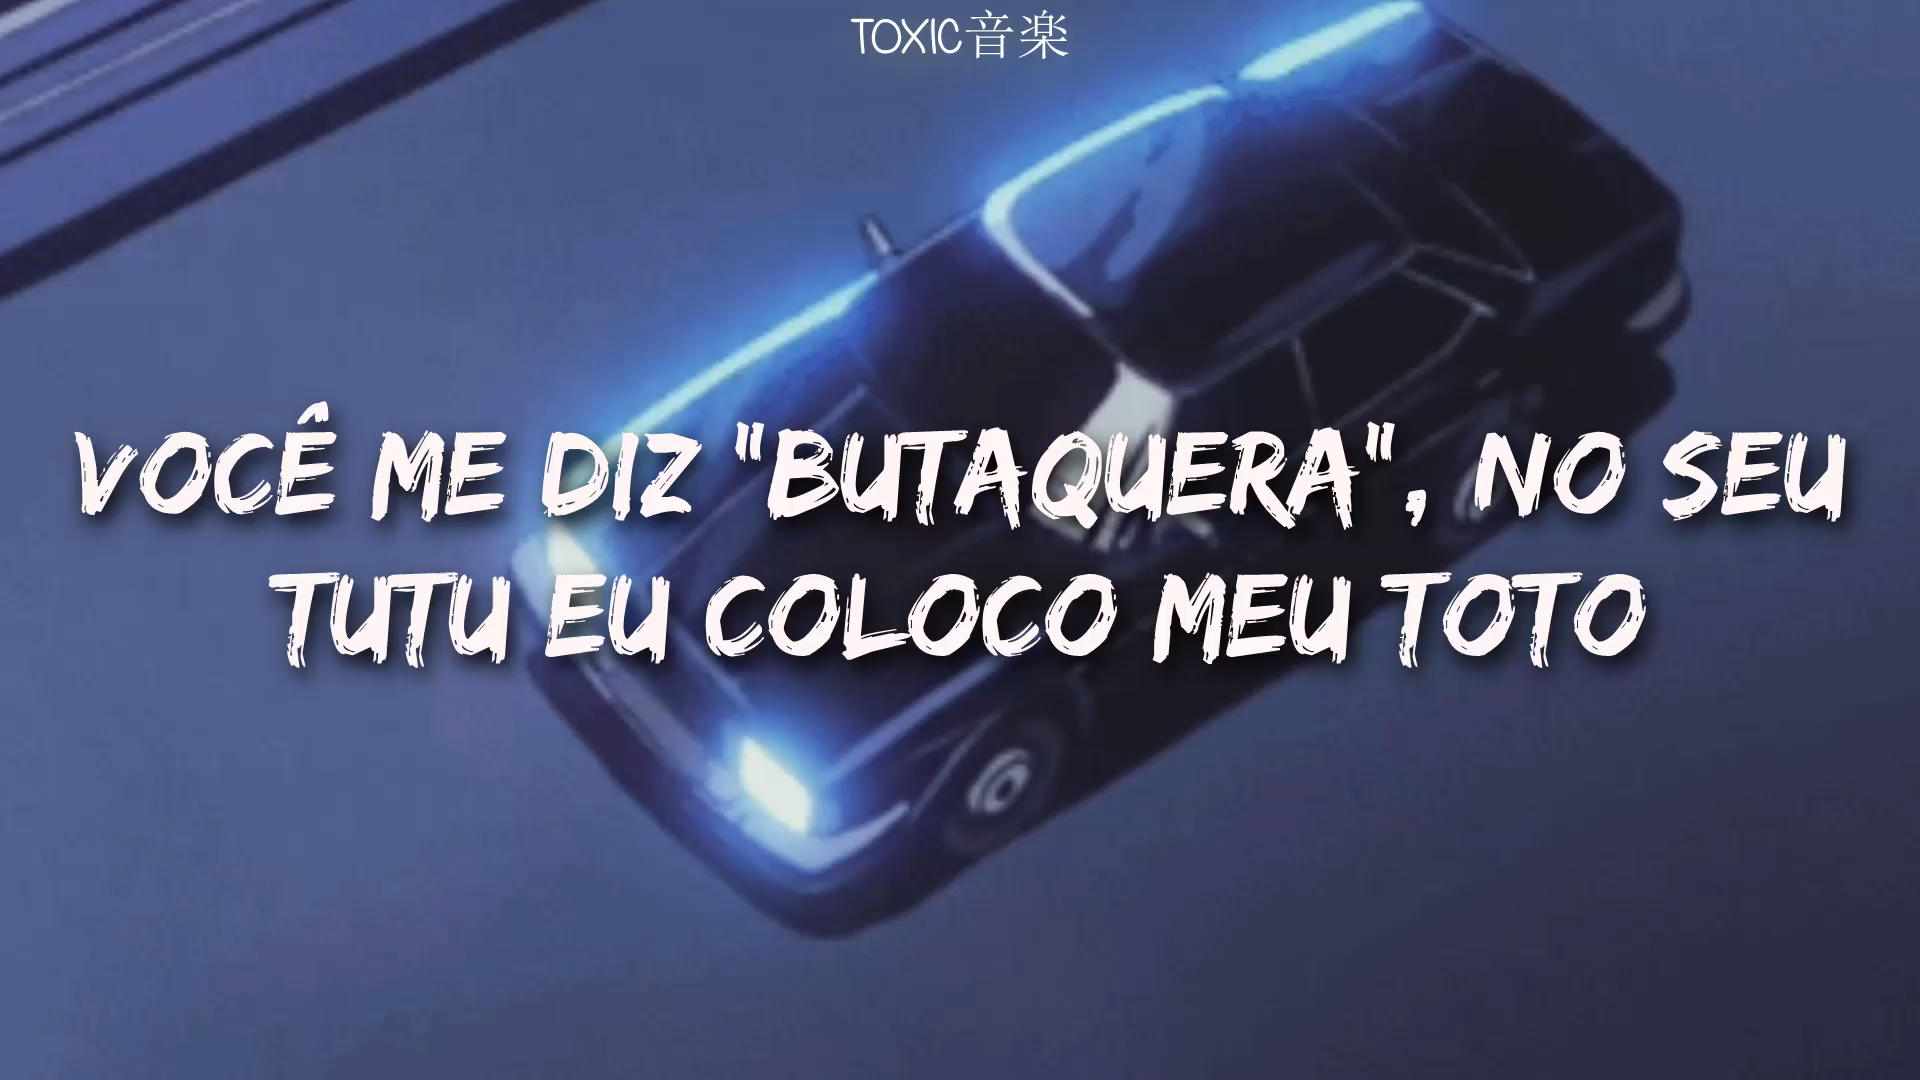 TOXIC音楽
VOCÊ ME DIZ "BUTAQUERA", NO SEU
TUTU EU COLOCO MEU TOTO